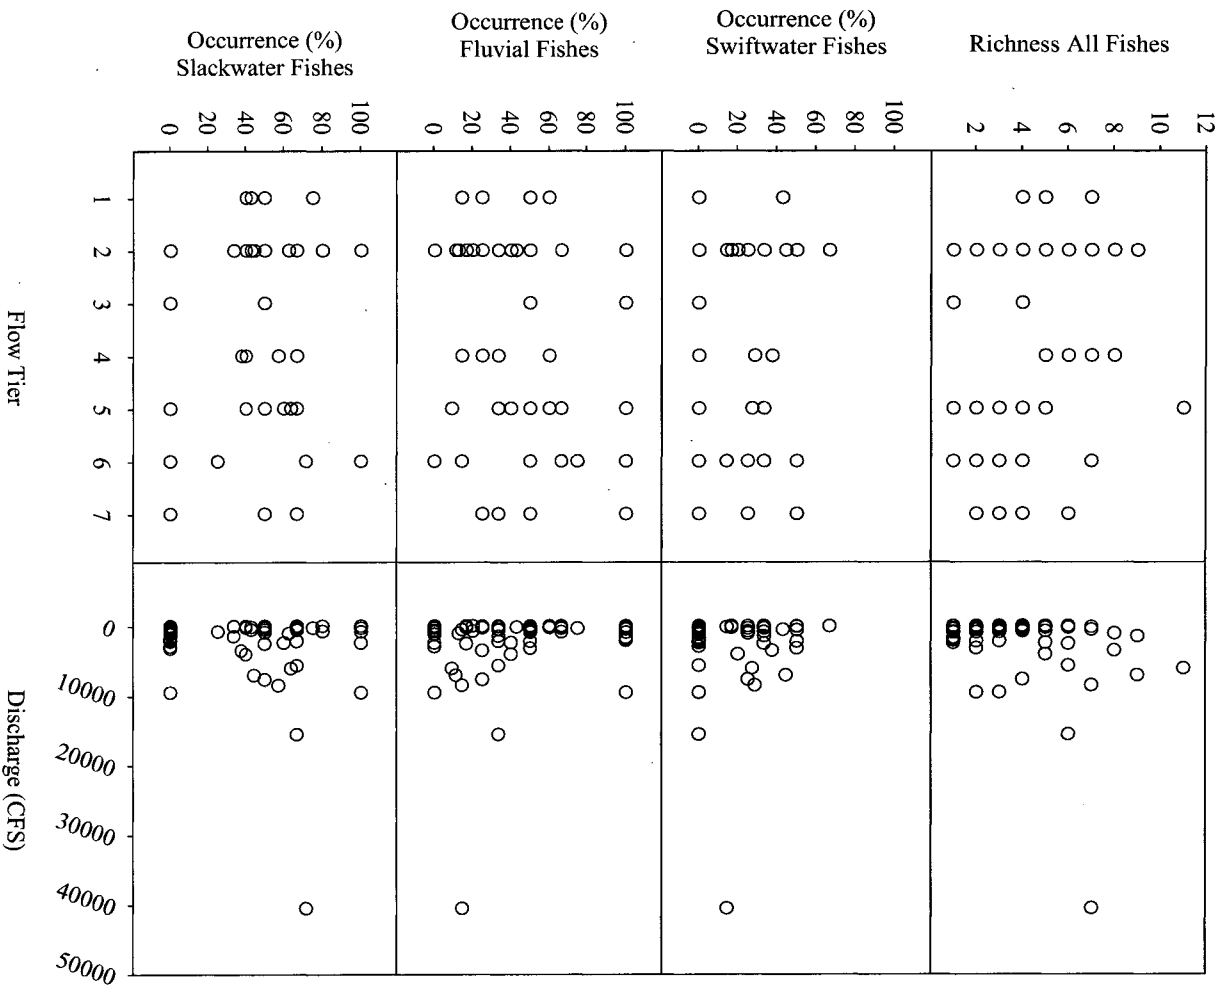 Occurrence (%)
Slackwater Fishes
Occurrence (%)
Fluvial Fishes
Occurrence (%)
Swiftwater Fishes
Richness All Fishes
0 20 40 60 80 100
0 20 40 60 80 100
0 20 40 60 80 100
2 4 6 8 10 12
1
2
3
4
5
6
7
Flow Tier
0
10000
20000
30000
40000
50000
Discharge (CFS)